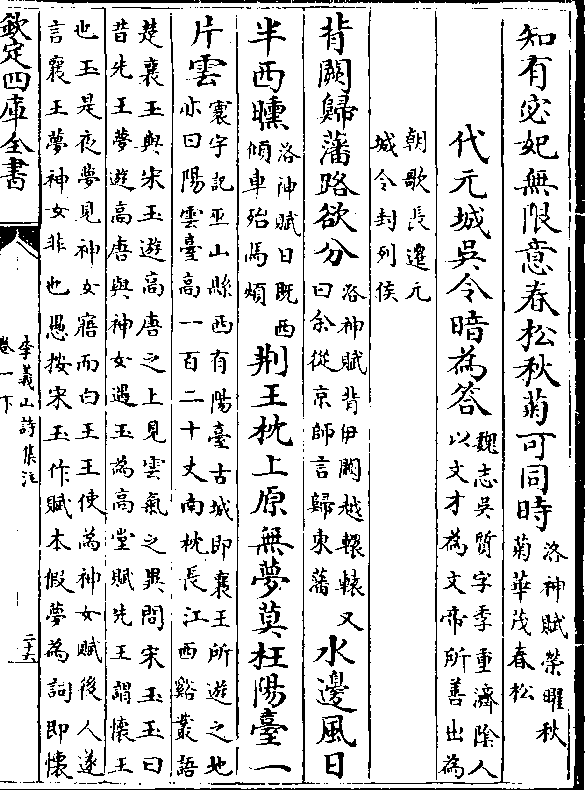 知有宓妃無限意春松秋菊可同時洛神賦榮曜秋
菊華茂春松
代元城吳令暗為答魏志吳質字季重濟隂人
以文才為文帝所善出為
朝歌長遷元
城令封列侯
背闕歸藩路欲分洛神賦背伊闕越轘轅又
曰余從京師言歸東藩水邊風日
半西曛洛神賦曰既西
傾車殆馬煩荆王枕上原無夢莫枉陽臺一
片雲寰宇記巫山縣西有陽臺古城即襄王所遊之地
亦曰陽雲臺高一百二十丈南枕長江西谿叢語
楚襄王與宋玉遊高唐之上見雲氣之異問宋玉玉曰
昔先王夢遊高唐與神女遇玉為高堂賦先王謂懷王
也玉是夜夢見神女寤而白王王使為神女賦後人遂
言襄王夢神女非也愚按宋玉作賦本假夢為詞即懷
欽定四庫全書
李義山詩集注
卷一下
二十六